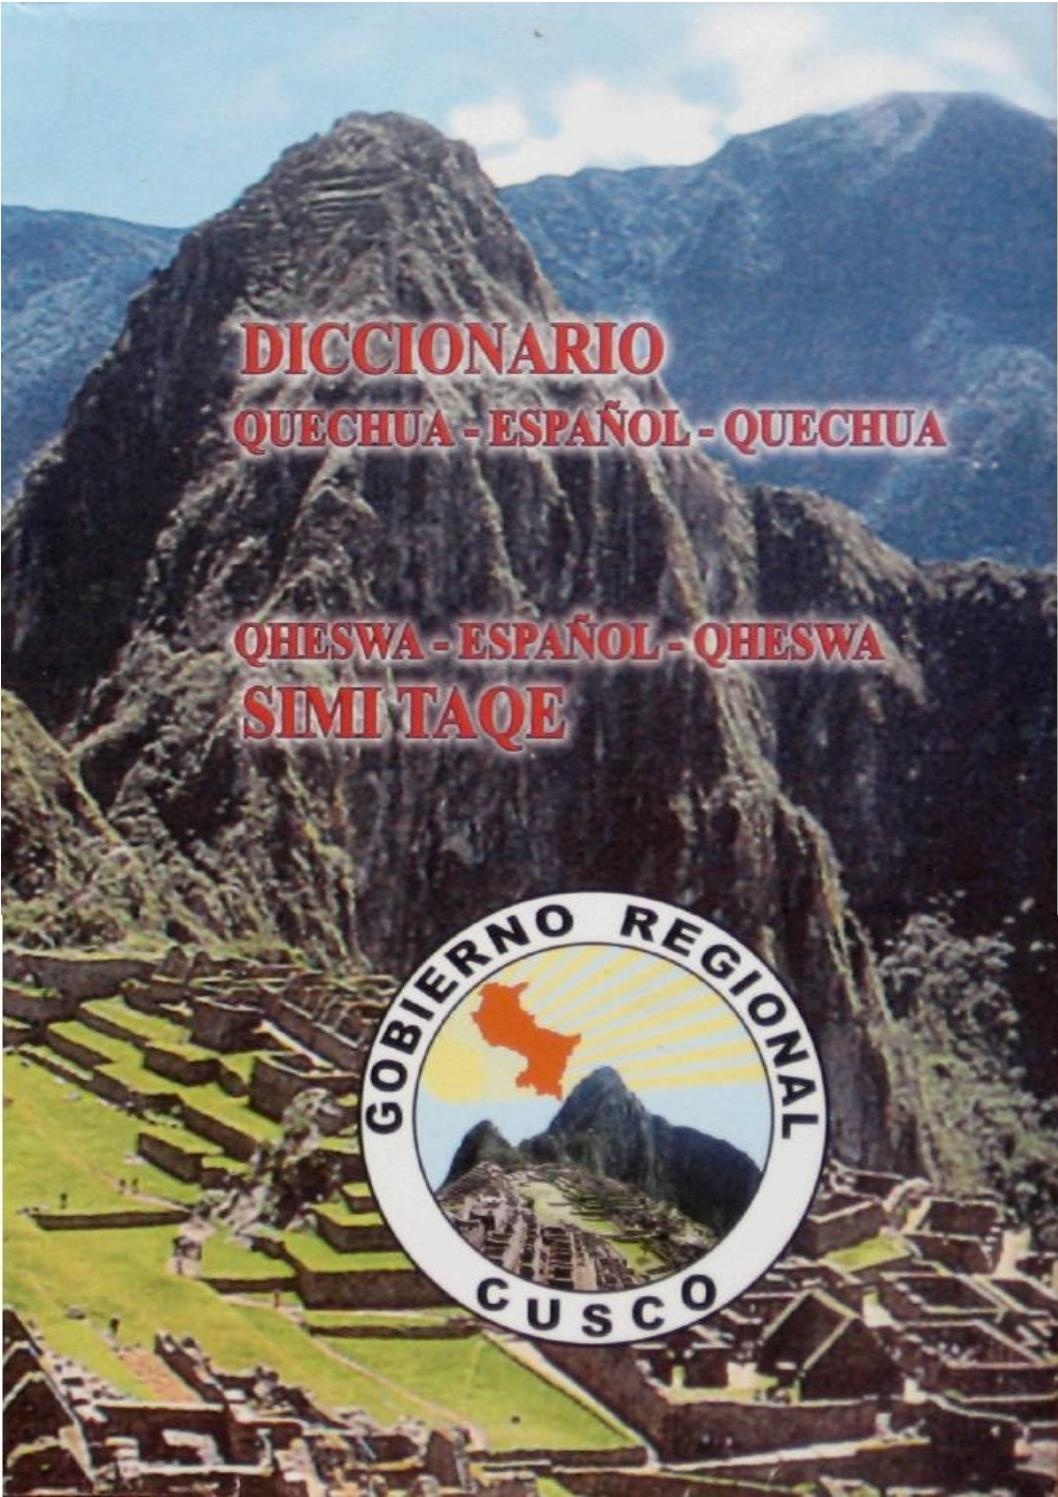 DICCIONARIO
QUECHUA - ESPAÑOL - QUECHUA
QHESWA - ESPAÑOL - QHESWA
SIMI TAQE
GOBIERNO REGIONAL
CUSCO